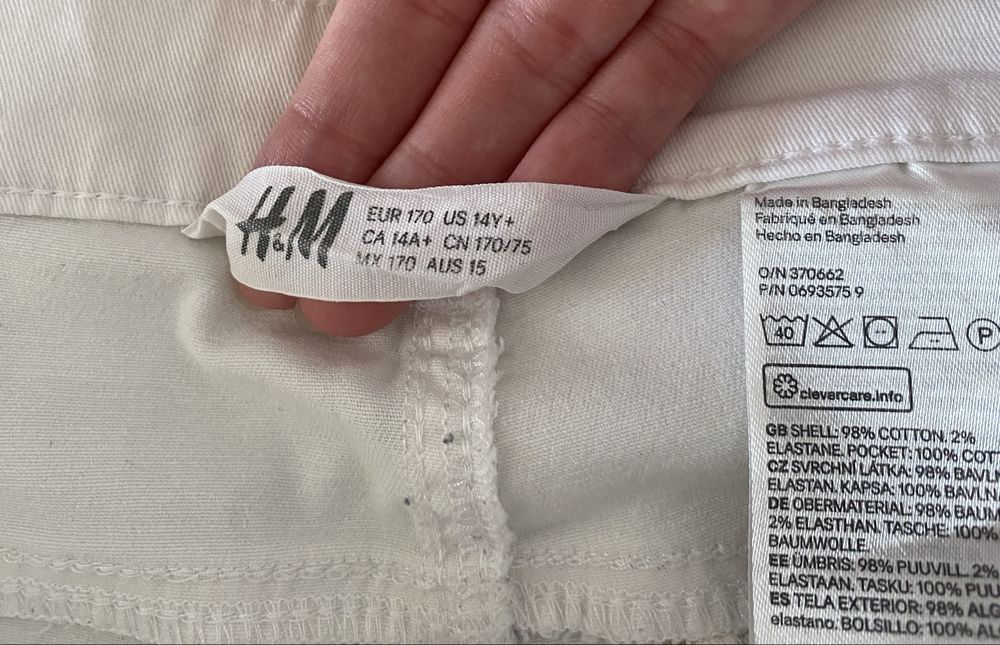 H&M
EUR 170 US 14Y+
CA 14A+ CN 170/75
MX 170 AUS 15
Made in Bangladesh
Fabriqué en Bangladesh
Hecho en Bangladesh
O/N 370662
P/N 0693575 9
40 P
clevercare.info
GB SHELL: 98% COTTON. 2%
ELASTANE. POCKET: 100% COT
CZ SVRCHNÍ LÁTKA: 98% BAVL
ELASTAN. KAPSA: 100% BAVLN
DE OBERMATERIAL: 98% BAUM
2% ELASTHAN. TASCHE: 100%
BAUMWOLLE.
EE ÜMBRIS: 98% PUUVILL. 2%
ELASTAAN. TASKU: 100% PUU
ES TELA EXTERIOR: 98% ALG
elastano. BOLSILLO: 100% AL